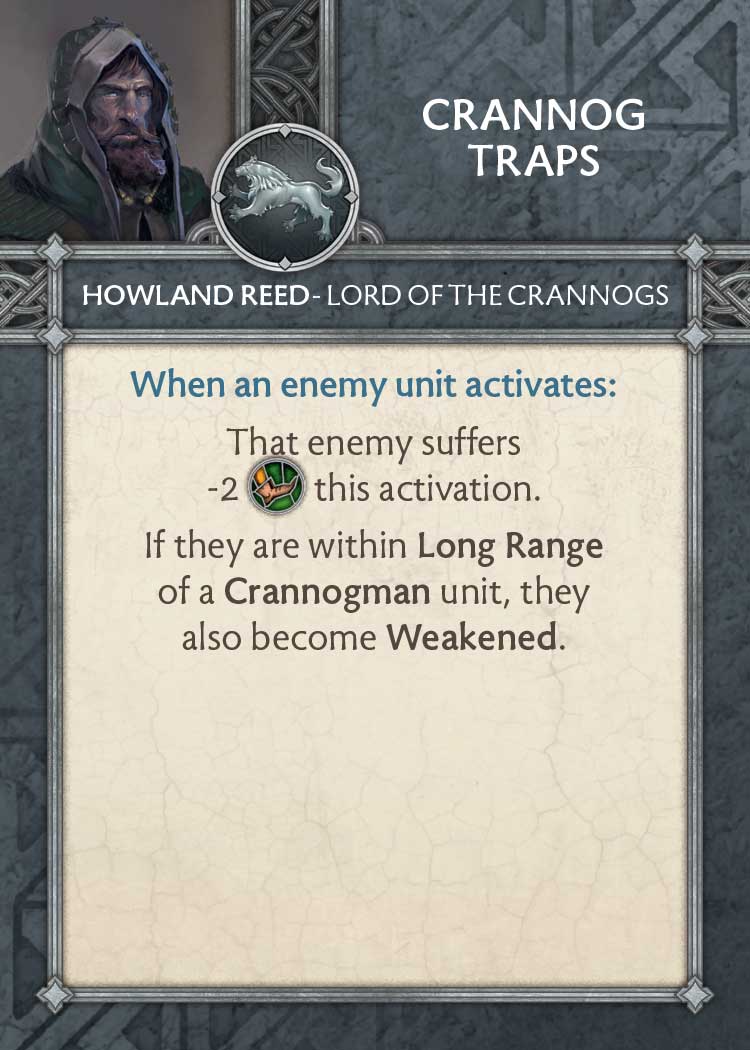 CRANNOG
TRAPS
HOWLAND REED- LORD OF THE CRANNOGS
When an enemy unit activates:
That enemy suffers
-2 this activation.
If they are within Long Range
of a Crannogman unit, they
also become Weakened.